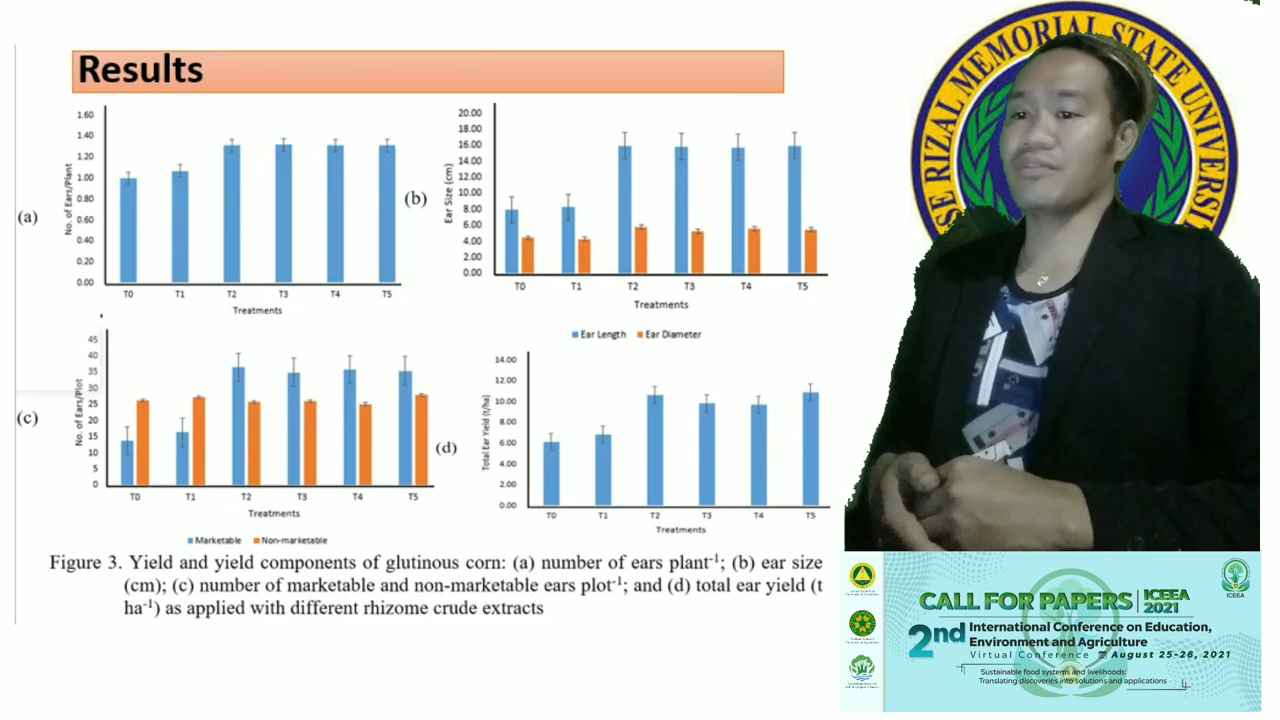 Results
(a)
No. of Ears/Plant
1.60
1.40
1.20
1.00
0.80
0.60
0.40
0.20
0.00
T0 T1 T2 T3 T4 T5
Treatments
(b)
Ear Size (cm)
20.00
18.00
16.00
14.00
12.00
10.00
8.00
6.00
4.00
2.00
0.00
T0 T1 T2 T3 T4 T5
Treatments
Ear Length Ear Diameter
(c)
No. of Ears/Plot
45
40
35
30
25
20
15
10
5
0
T0 T1 T2 T3 T4 T5
Treatments
Marketable Non-marketable
(d)
Total Ear Yield (t/ha)
14.00
12.00
10.00
8.00
6.00
4.00
2.00
0.00
T0 T1 T2 T3 T4 T5
Treatments
Figure 3. Yield and yield components of glutinous corn: (a) number of ears plant⁻¹; (b) ear size
(cm); (c) number of marketable and non-marketable ears plot⁻¹; and (d) total ear yield (t
ha⁻¹) as applied with different rhizome crude extracts
SE RIZAL MEMORIAL STATE UNIVERSI
CALL FOR PAPERS | ICEEA
2021
2nd International Conference on Education,
Environment and Agriculture
Virtual Conference August 25-26, 2021
Sustainable food systems and livelihoods:
Translating discoveries into solutions and applications
ICEEA